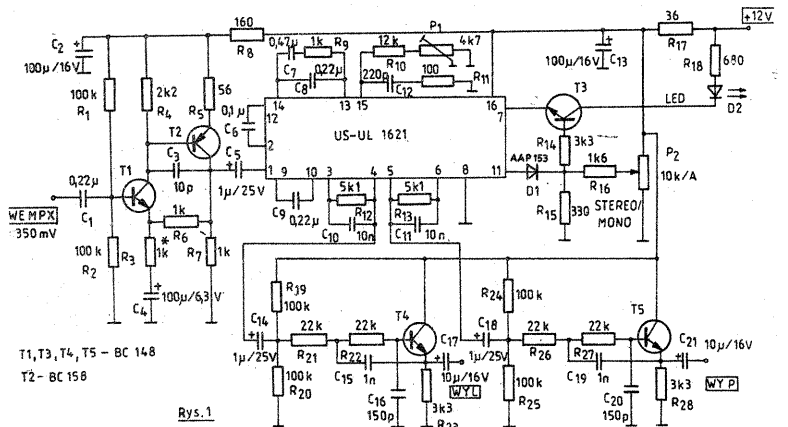 160
R8
P1
36
R17
+12V
C2
100µ/16V
0,47µ
1k
R9
C7
0,22µ
C8
12k
R10
4k7
220p
C12
100
R11
100µ/16V
C13
R18
680
LED
D2
100k
R1
2k2
R4
56
R5
T2
0,1µ
C6
14
13
15
16
12
2
1
9
10
3
4
5
6
8
11
7
US-UL 1621
T3
R14
3k3
AAP 153
D1
1k6
R16
P2
10k/A
STEREO/
MONO
R15
330
T1
C3
10p
C5
1µ/25V
0,22µ
C1
WE MPX
350mV
1k
R6
C9
0,22µ
5k1
R12
C10
10n
5k1
R13
C11
10n
100k
R2
R3
1k*
R7
1k
C4
100µ/6,3V
R19
100k
T4
R24
100k
T5
C14
1µ/25V
22k
R21
22k
R22
C15
1n
C17
10µ/16V
WYL
C18
1µ/25V
22k
R26
22k
R27
C19
1n
C21
10µ/16V
WY P
100k
R20
C16
150p
3k3
R23
100k
R25
C20
150p
3k3
R28
T1,T3,T4,T5 - BC 148
T2 - BC 158
Rys.1